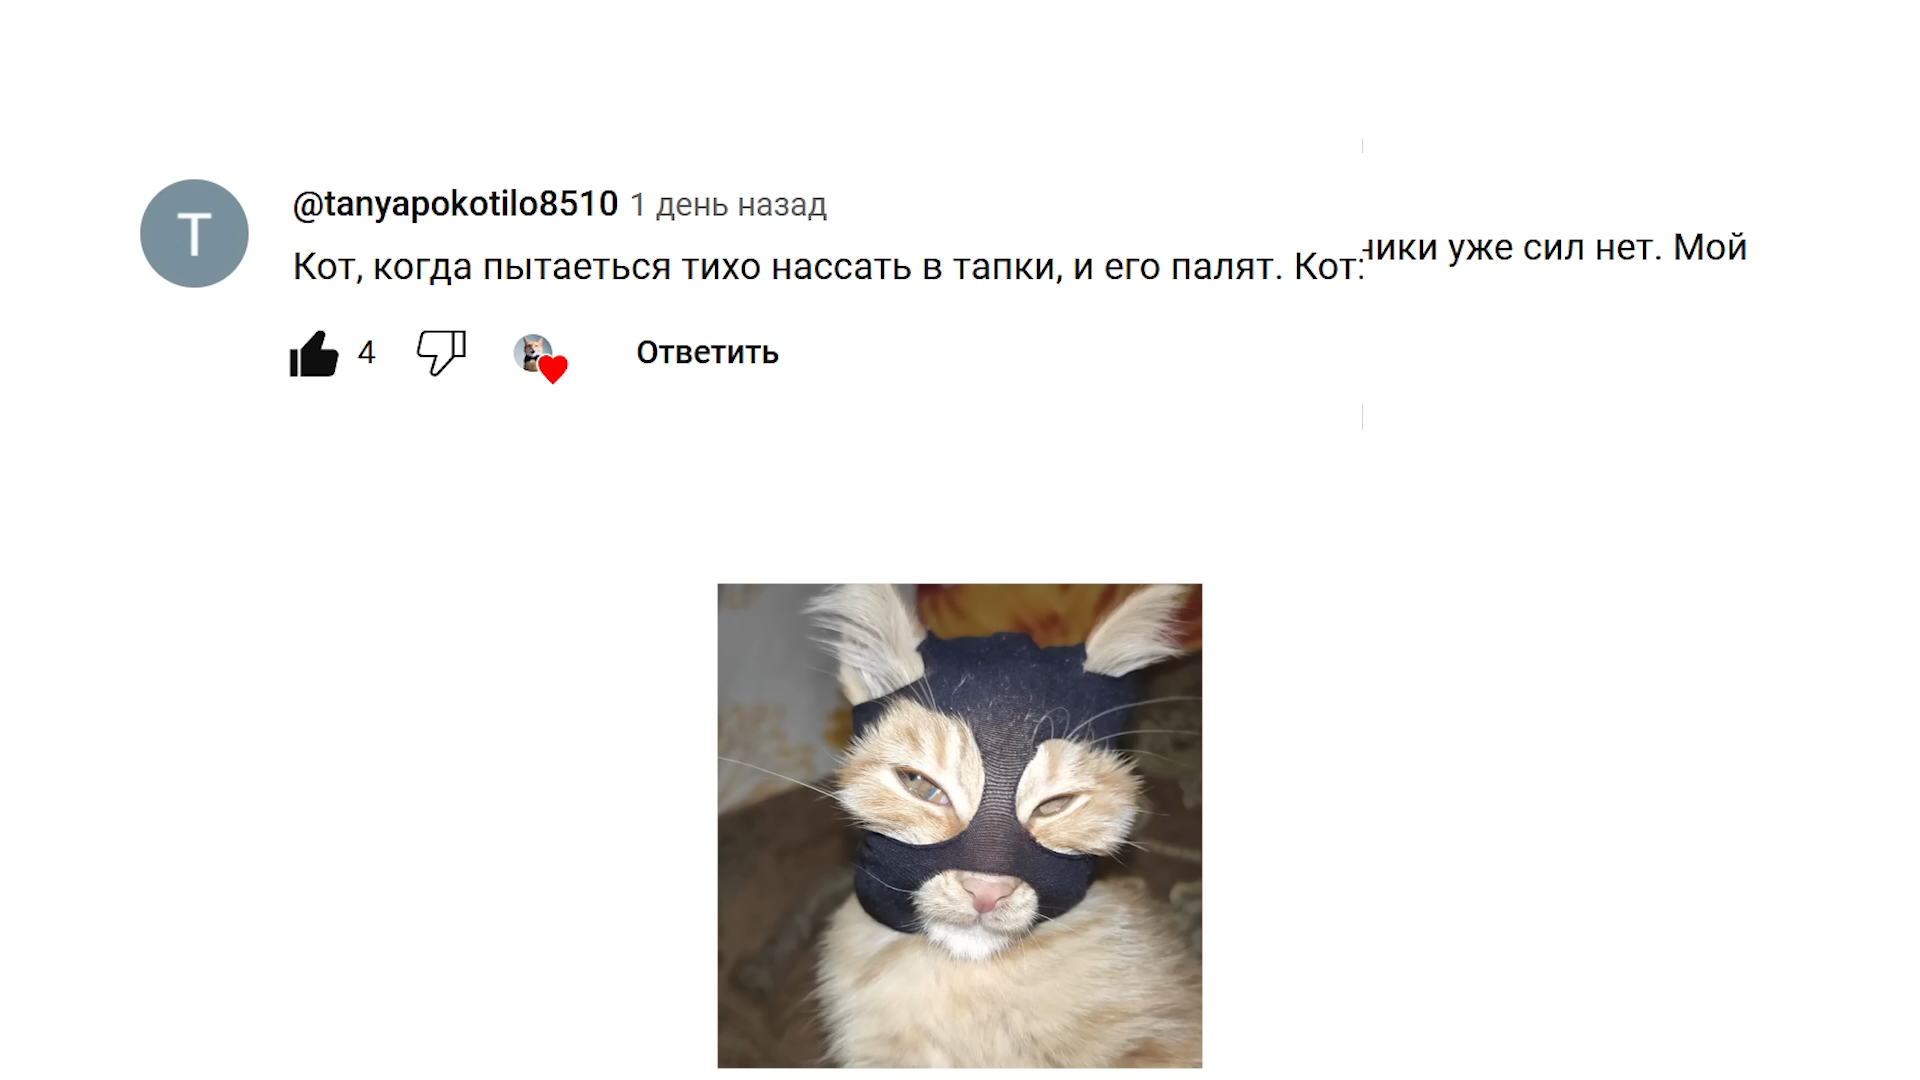 T
@tanyapokotilo8510 1 день назад
Кот, когда пытаеться тихо нассать в тапки, и его палят. Кот:
ники уже сил нет. Мой
4 Ответить